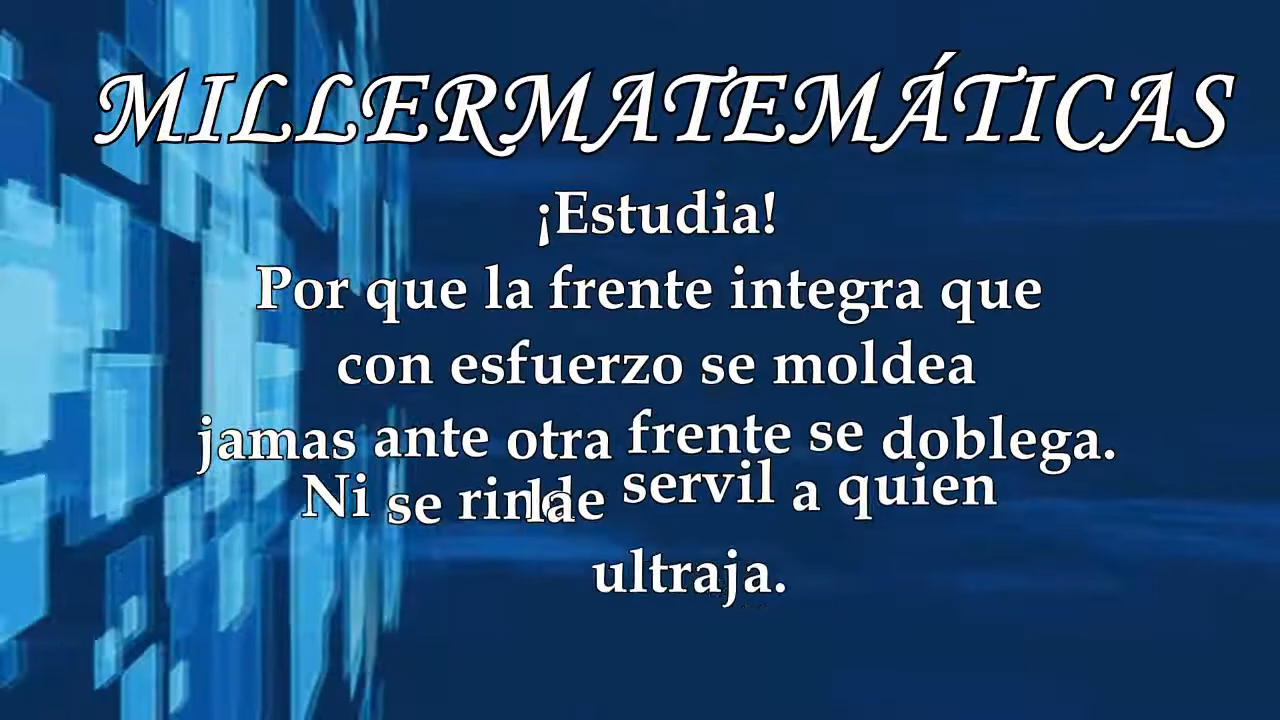 MILLERMATEMÁTICAS
¡Estudia!
Por que la frente integra que
con esfuerzo se moldea
jamas ante otra frente se doblega.
Ni se rinde servil a quien
la ultraja.